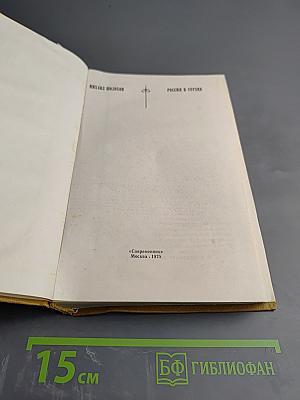 МИХАИЛ ШОЛОХОВ
РОССИЯ В СЕРДЦЕ
«Современник»
Москва · 1975
15 см
БФ БИБЛИОФАН